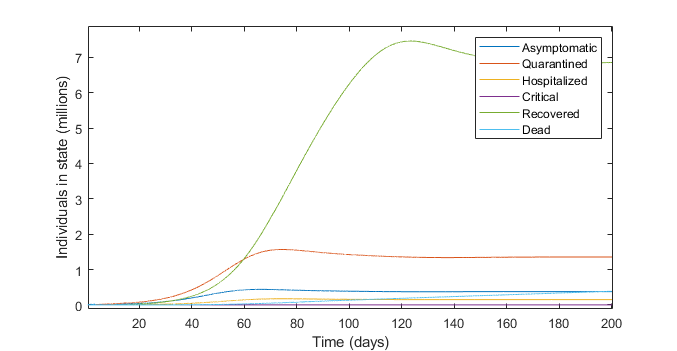 Individuals in state (millions)
7
6
5
4
3
2
1
0
Asymptomatic
Quarantined
Hospitalized
Critical
Recovered
Dead
20 40 60 80 100 120 140 160 180 200
Time (days)